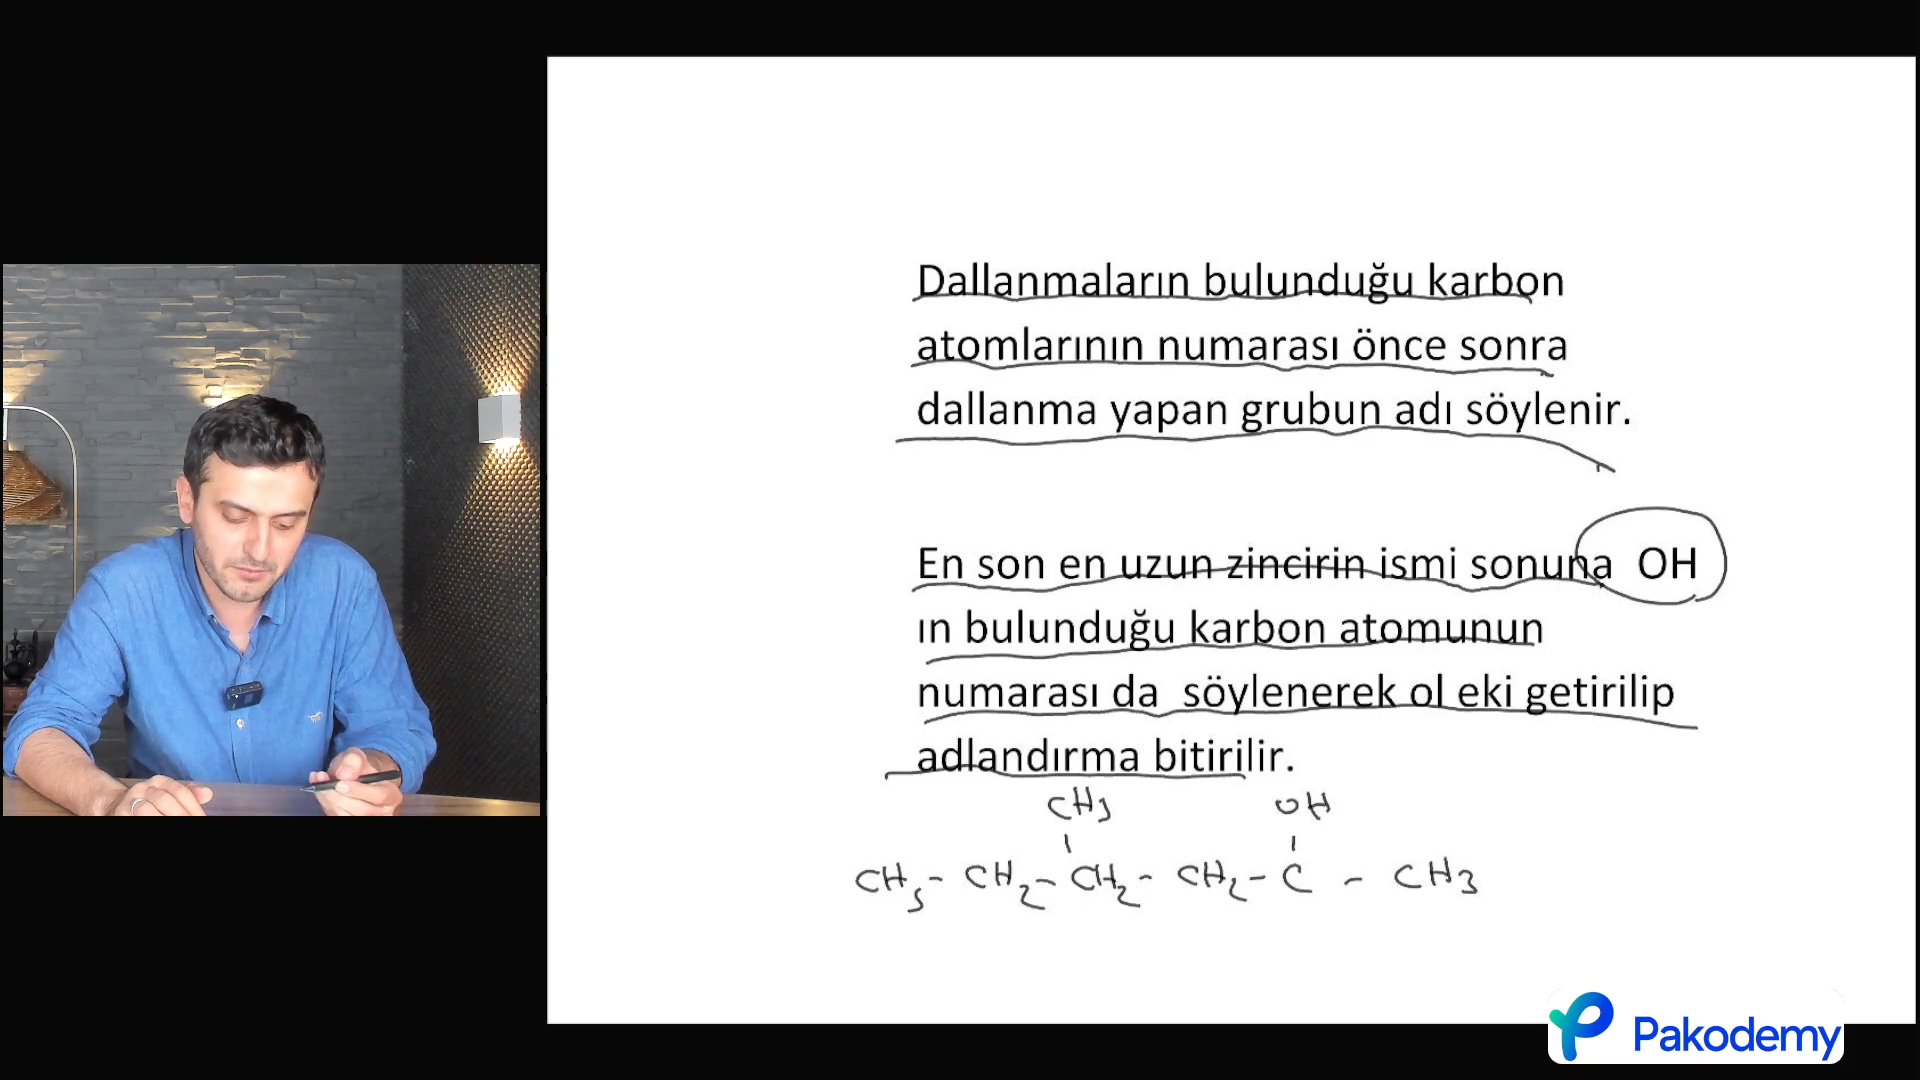 Dallanmaların bulunduğu karbon
atomlarının numarası önce sonra
dallanma yapan grubun adı söylenir.
En son en uzun zincirin ismi sonuna OH
ın bulunduğu karbon atomunun
numarası da söylenerek ol eki getirilip
adlandırma bitirilir.
CH3 OH
CH3 - CH2 - CH2 - CH2 - C - CH3
Pakodemy